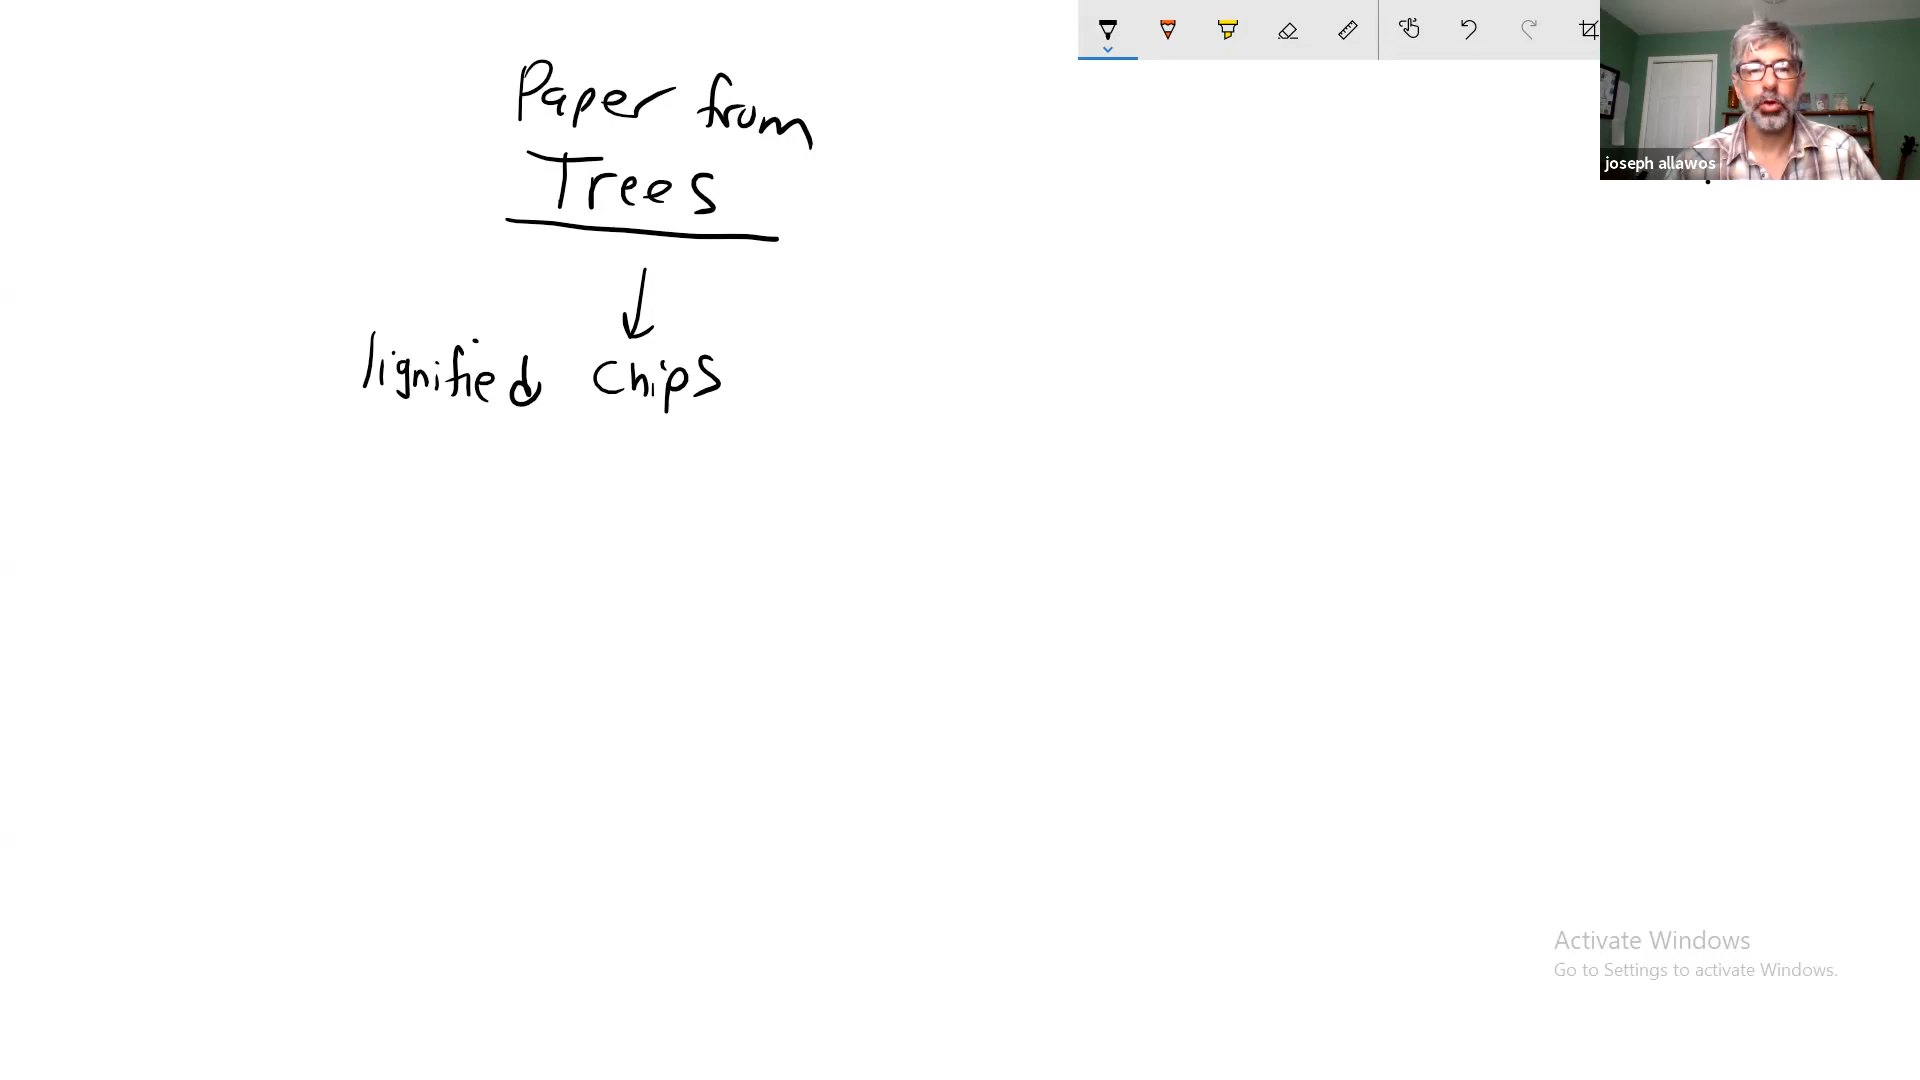 Paper from
Trees
lignified chips
joseph allawos
Activate Windows
Go to Settings to activate Windows.